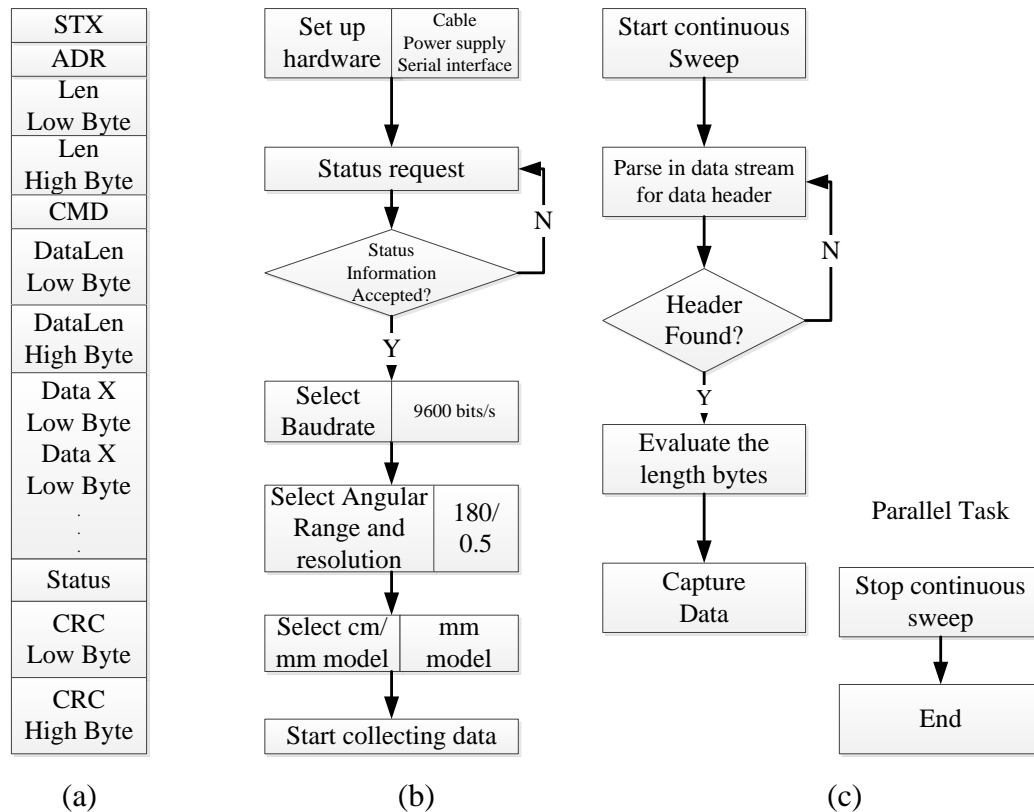 STX
ADR
Len
Low Byte
Len
High Byte
CMD
DataLen
Low Byte
DataLen
High Byte
Data X
Low Byte
Data X
Low Byte
.
.
.
Status
CRC
Low Byte
CRC
High Byte
(a)
Set up
hardware
Cable
Power supply
Serial interface
Status request
N
Status
Information
Accepted?
Y
Select
Baudrate
9600 bits/s
Select Angular
Range and
resolution
180/
0.5
Select cm/
mm model
mm
model
Start collecting data
(b)
Start continuous
Sweep
Parse in data stream
for data header
N
Header
Found?
Y
Evaluate the
length bytes
Capture
Data
Parallel Task
Stop continuous
sweep
End
(c)